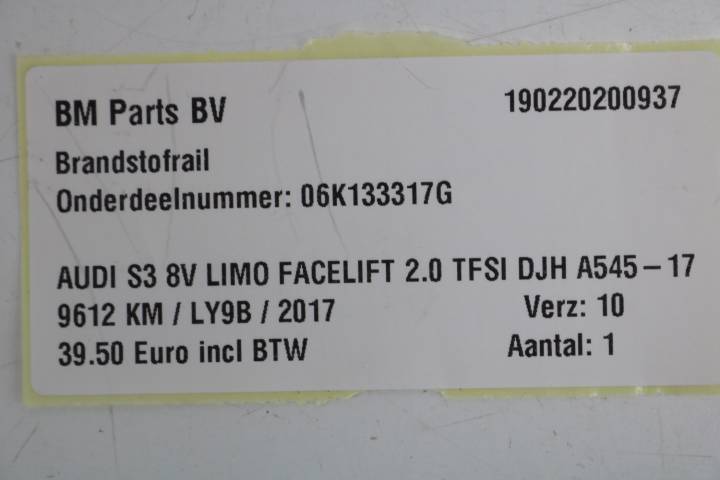 BM Parts BV 190220200937
Brandstofrail
Onderdeelnummer: 06K133317G
AUDI S3 8V LIMO FACELIFT 2.0 TFSI DJH A545-17
9612 KM / LY9B / 2017 Verz: 10
39.50 Euro incl BTW Aantal: 1